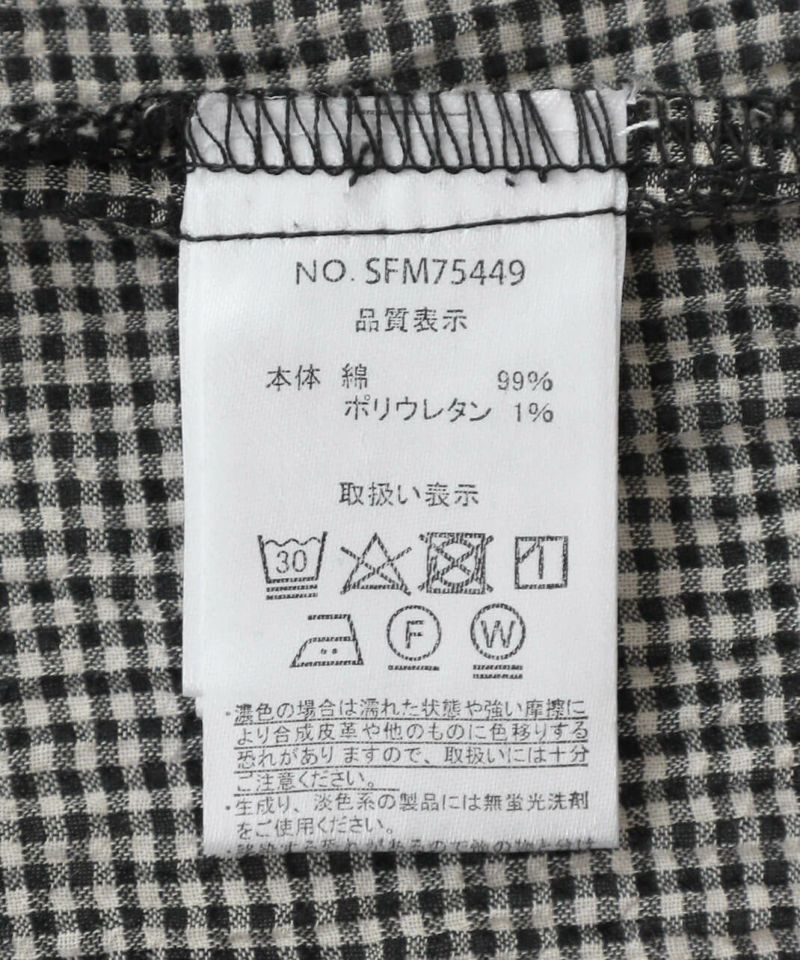 NO. SFM75449
品質表示
本体 綿 99%
ポリウレタン 1%
取扱い表示
30
F W
・濃色の場合は濡れた状態や強い摩擦に
より合成皮革や他のものに色移りする
恐れがありますので、取扱いには十分
ご注意ください。
・生成り、淡色系の製品には無蛍光洗剤
をご使用ください。